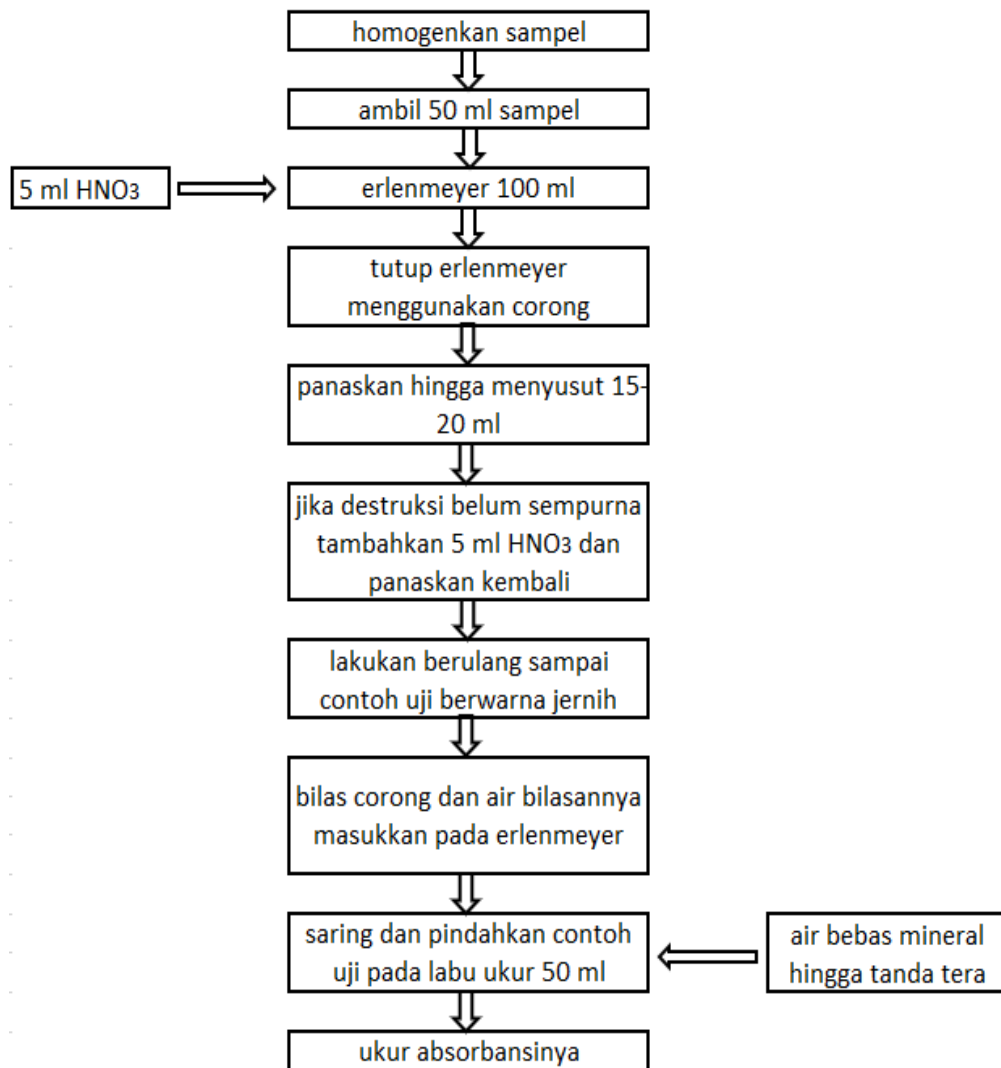 homogenkan sampel
ambil 50 ml sampel
5 ml HNO3
erlenmeyer 100 ml
tutup erlenmeyer
menggunakan corong
panaskan hingga menyusut 15-
20 ml
jika destruksi belum sempurna
tambahkan 5 ml HNO3 dan
panaskan kembali
lakukan berulang sampai
contoh uji berwarna jernih
bilas corong dan air bilasannya
masukkan pada erlenmeyer
saring dan pindahkan contoh
uji pada labu ukur 50 ml
air bebas mineral
hingga tanda tera
ukur absorbansinya